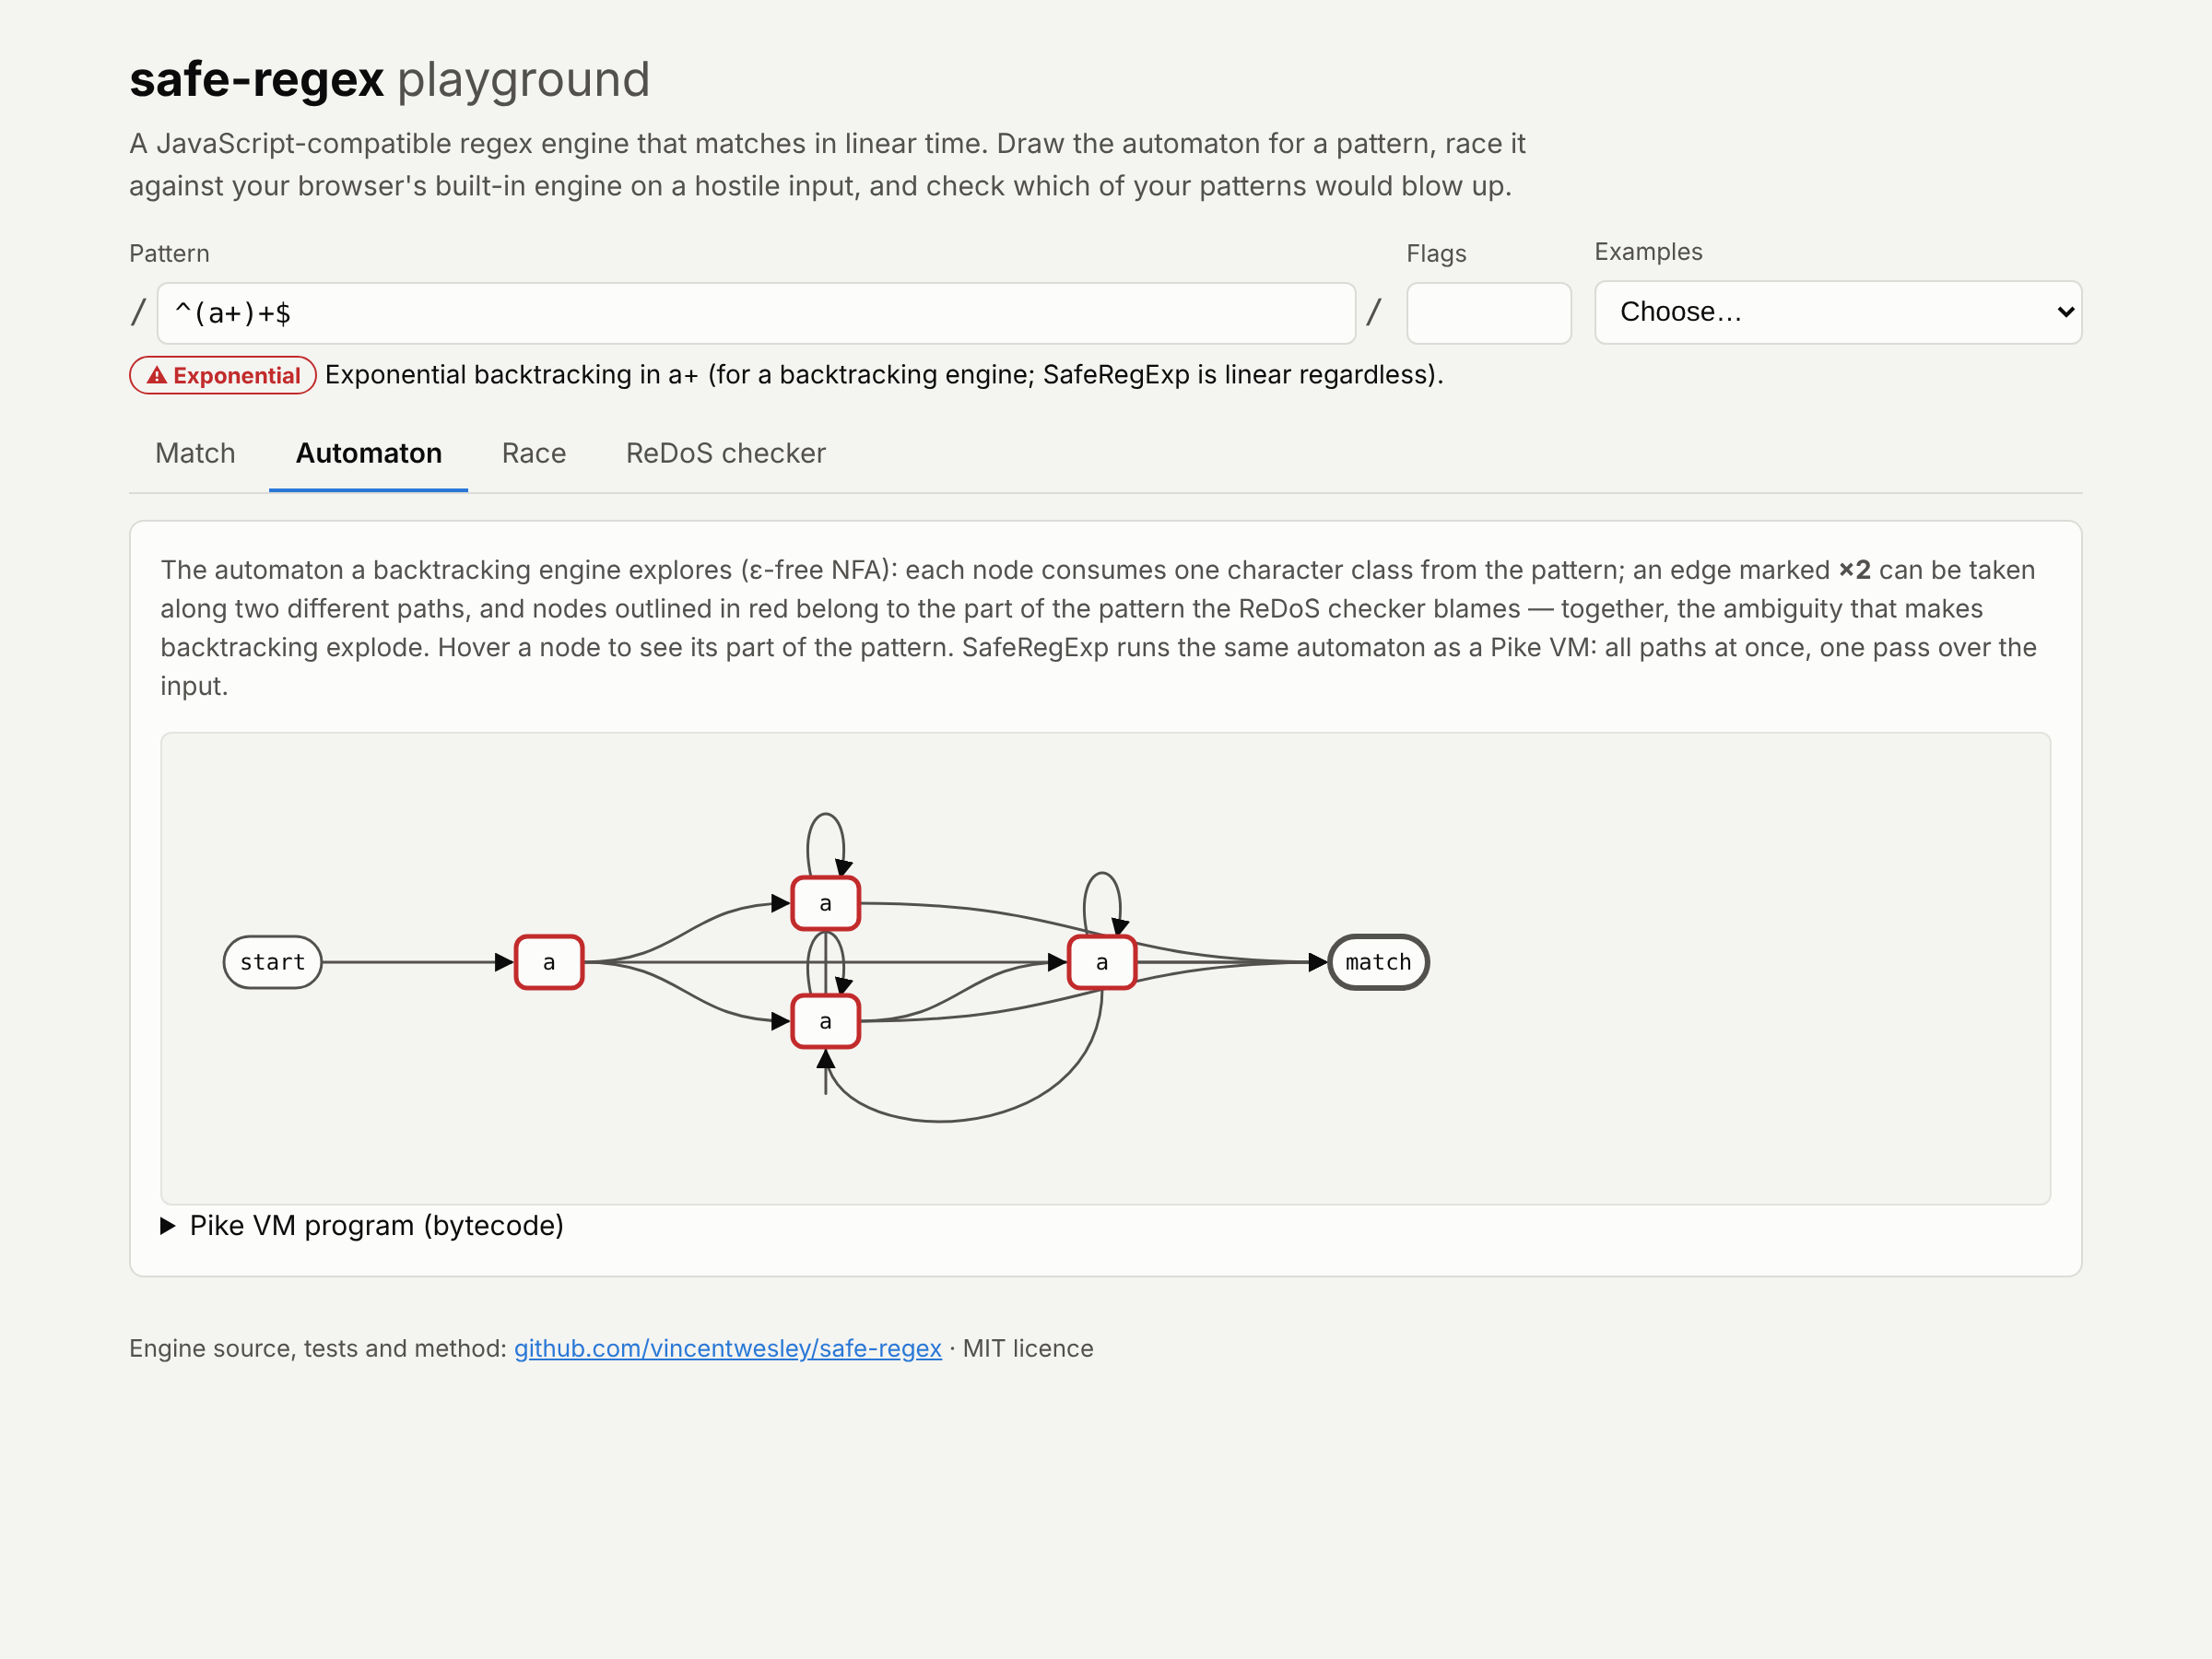 safe-regex playground
A JavaScript-compatible regex engine that matches in linear time. Draw the automaton for a pattern, race it
against your browser's built-in engine on a hostile input, and check which of your patterns would blow up.
Pattern
Flags
Examples
/ ^(a+)+$ /
Choose...
Exponential Exponential backtracking in a+ (for a backtracking engine; SafeRegExp is linear regardless).
Match Automaton Race ReDoS checker
The automaton a backtracking engine explores (ε-free NFA): each node consumes one character class from the pattern; an edge marked ×2 can be taken
along two different paths, and nodes outlined in red belong to the part of the pattern the ReDoS checker blames — together, the ambiguity that makes
backtracking explode. Hover a node to see its part of the pattern. SafeRegExp runs the same automaton as a Pike VM: all paths at once, one pass over the
input.
a
start a a match
a
Pike VM program (bytecode)
Engine source, tests and method: github.com/vincentwesley/safe-regex · MIT licence